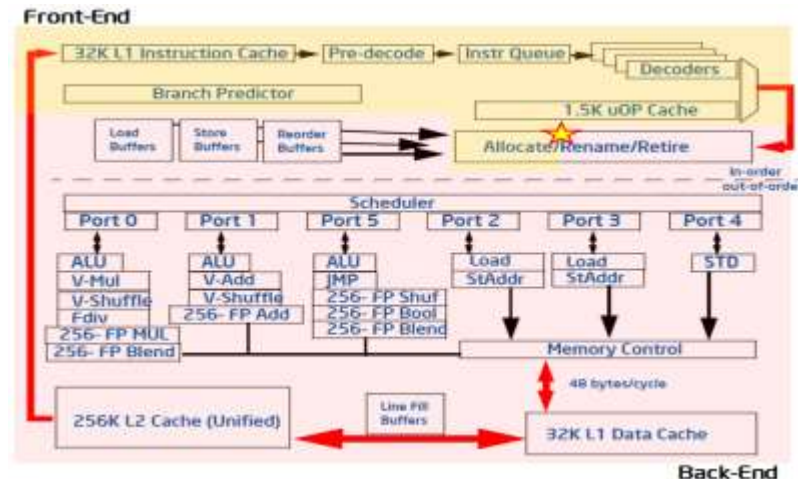 Front-End
32K L1 Instruction Cache
Pre-decode
Instr Queue
Decoders
Branch Predictor
1.5K uOP Cache
Load
Buffers
Store
Buffers
Reorder
Buffers
Allocate/Rename/Retire
In-order
out-of-order
Scheduler
Port 0
Port 1
Port 5
Port 2
Port 3
Port 4
ALU
V-Mul
V-Shuffle
Fdiv
256- FP MUL
256- FP Blend
ALU
V-Add
V-Shuffle
256- FP Add
ALU
JMP
256- FP Shuf
256- FP Bool
256- FP Blend
Load
StAddr
Load
StAddr
STD
Memory Control
48 bytes/cycle
256K L2 Cache (Unified)
Line Fill
Buffers
32K L1 Data Cache
Back-End